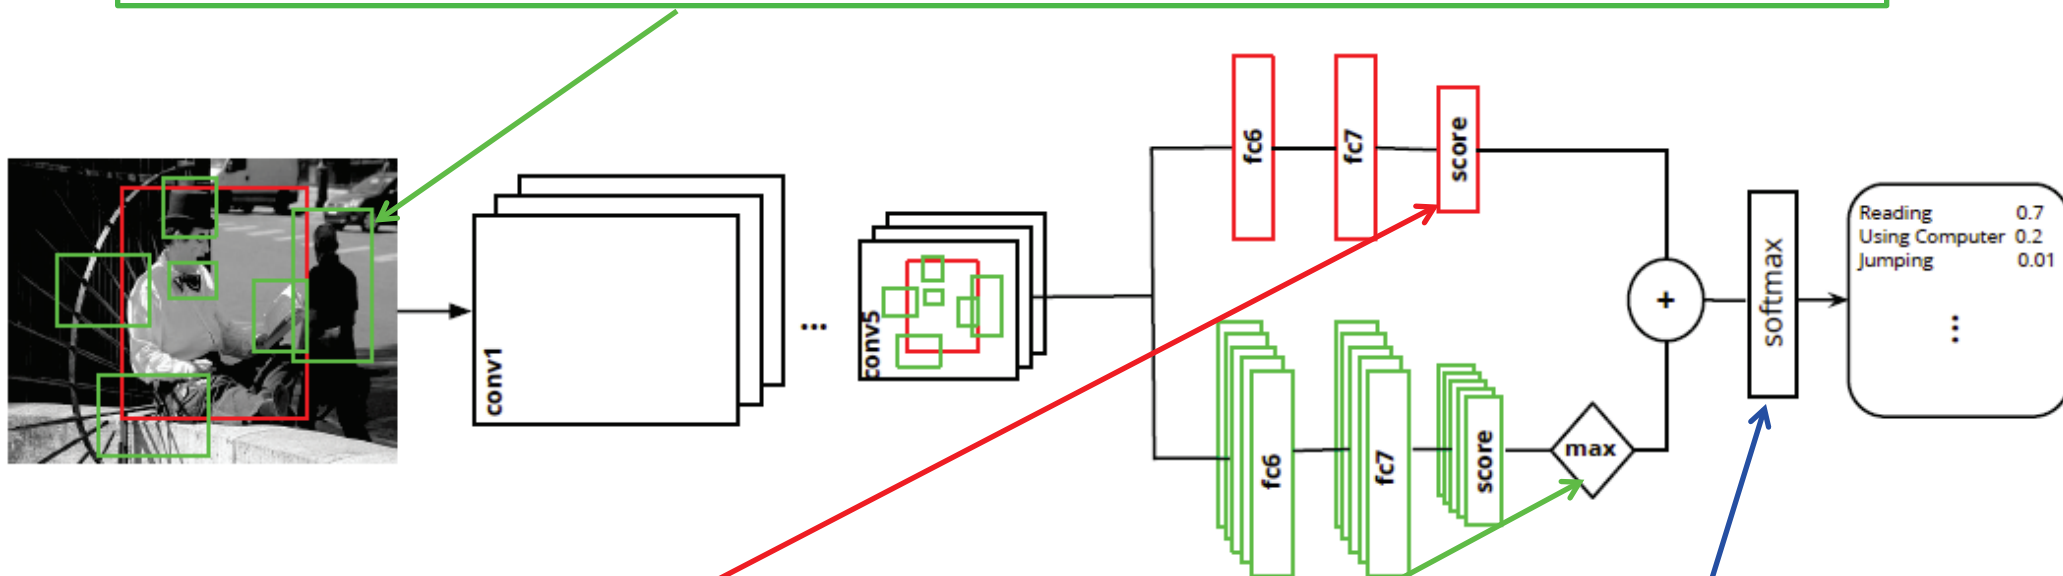 conv1
...
conv5
fc6
fc7
score
fc6
fc7
score
max
+
softmax
Reading 0.7
Using Computer 0.2
Jumping 0.01
...